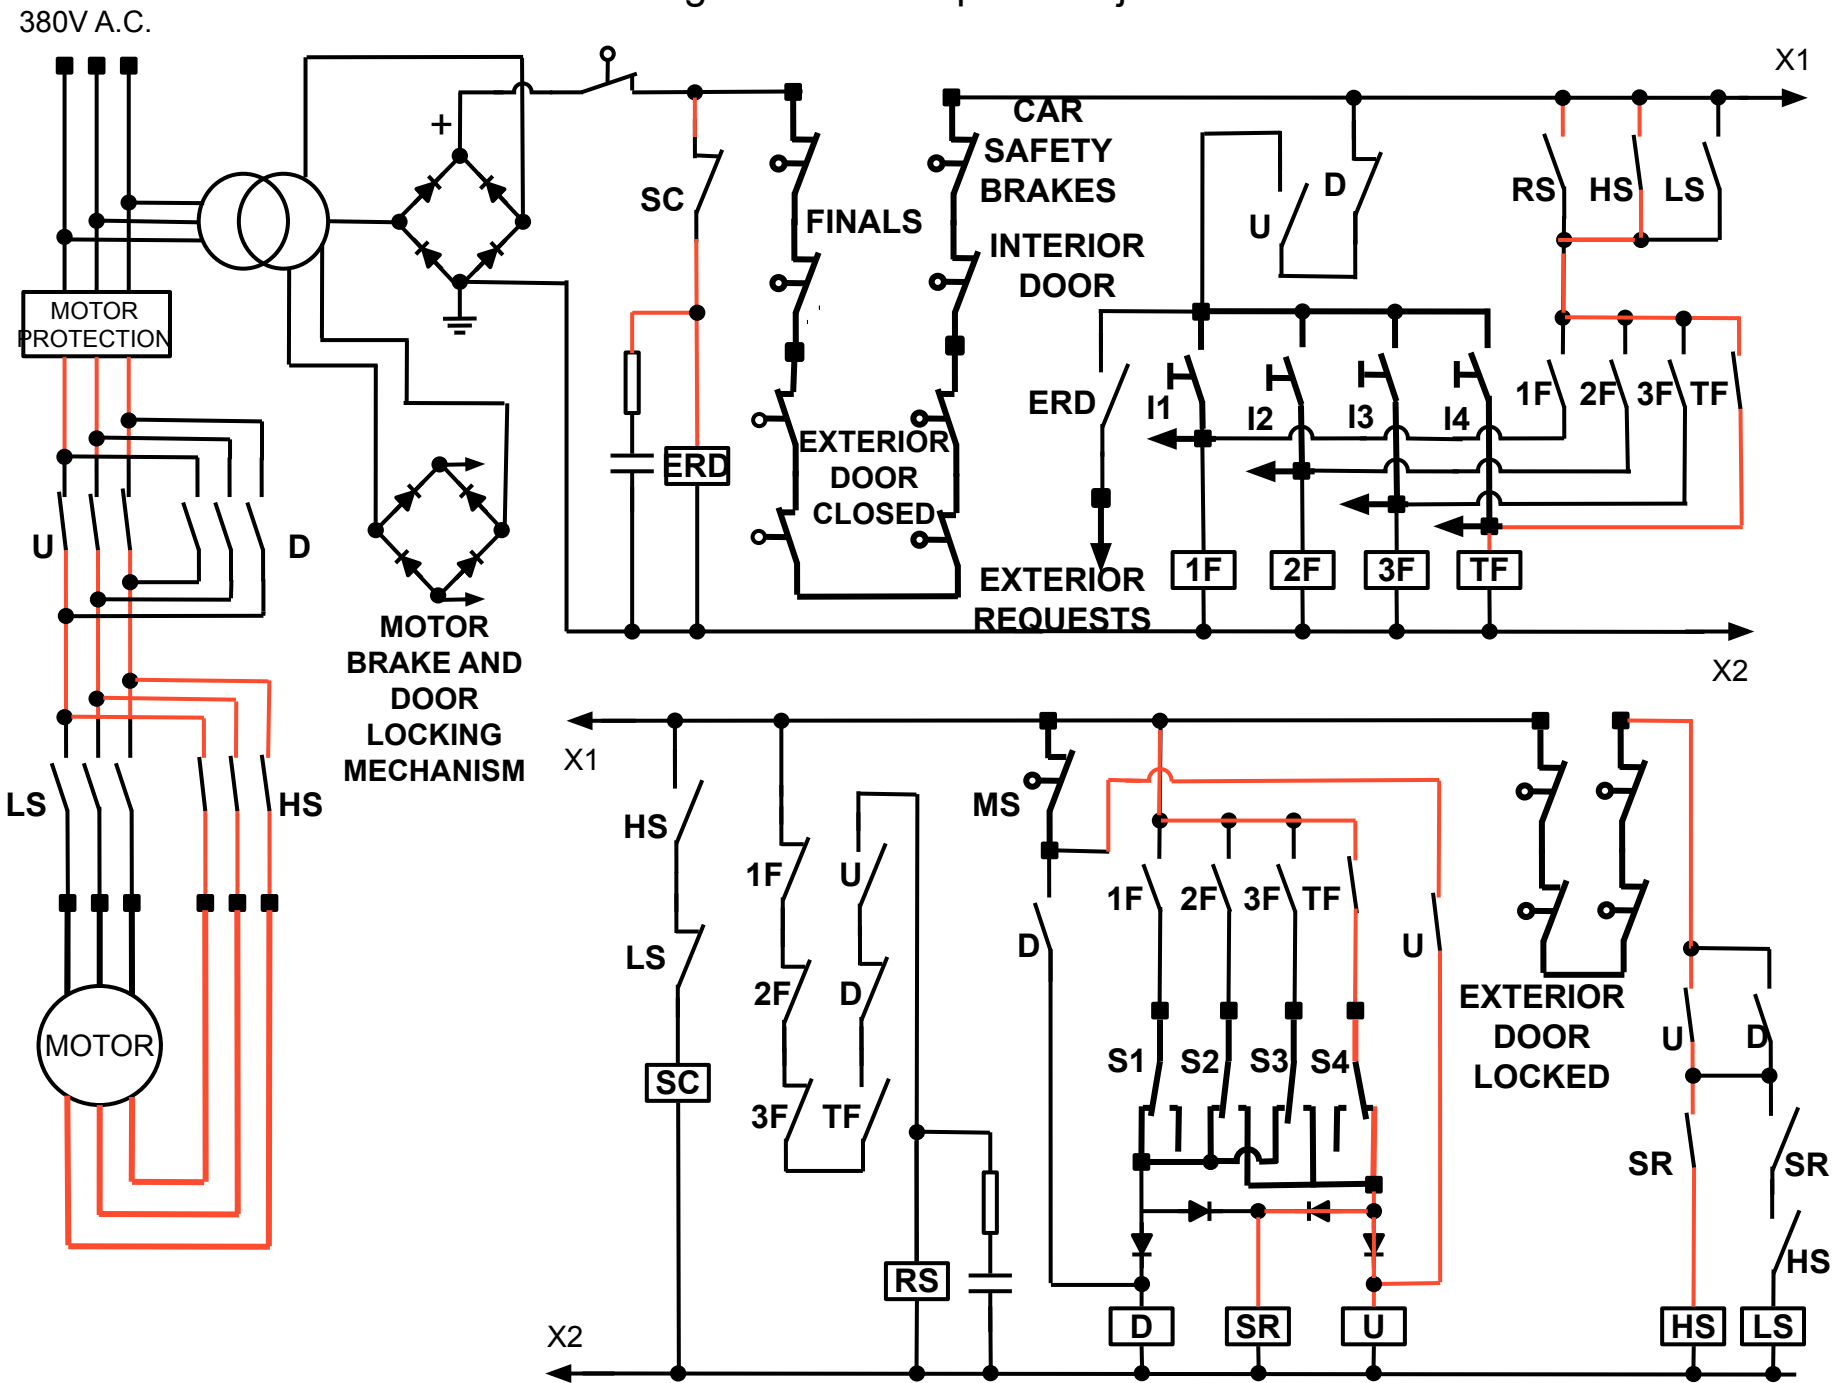 380V A.C.
X1
+
CAR
SAFETY
BRAKES
SC
FINALS
INTERIOR
DOOR
U
D
RS
HS
LS
MOTOR
PROTECTION
ERD
I1
I2
I3
I4
1F
2F
3F
TF
EXTERIOR
DOOR
CLOSED
ERD
U
D
EXTERIOR
REQUESTS
1F
2F
3F
TF
MOTOR
BRAKE AND
DOOR
LOCKING
MECHANISM
X2
X1
LS
HS
HS
MS
1F
U
1F
2F
3F
TF
D
U
LS
2F
D
EXTERIOR
DOOR
LOCKED
U
D
MOTOR
SC
3F
TF
S1
S2
S3
S4
SR
SR
RS
HS
X2
D
SR
U
HS
LS